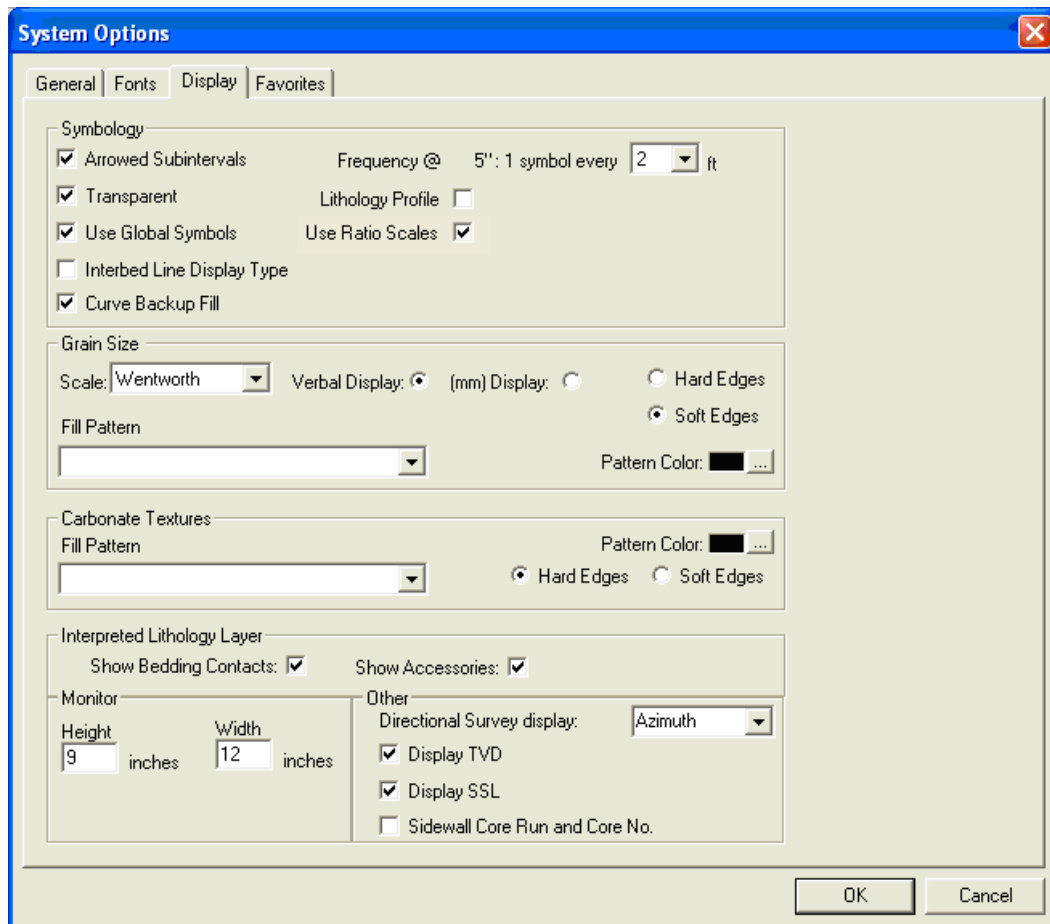 System Options
General Fonts Display Favorites
Symbology
Arrowed Subintervals Frequency @ 5'': 1 symbol every 2 ft
Transparent Lithology Profile
Use Global Symbols Use Ratio Scales
Interbed Line Display Type
Curve Backup Fill
Grain Size
Scale: Wentworth Verbal Display: (mm) Display: Hard Edges
Soft Edges
Fill Pattern
Pattern Color: ...
Carbonate Textures
Fill Pattern Pattern Color: ...
Hard Edges Soft Edges
Interpreted Lithology Layer
Show Bedding Contacts: Show Accessories:
Monitor
Height Width
9 inches 12 inches
Other
Directional Survey display: Azimuth
Display TVD
Display SSL
Sidewall Core Run and Core No.
OK Cancel